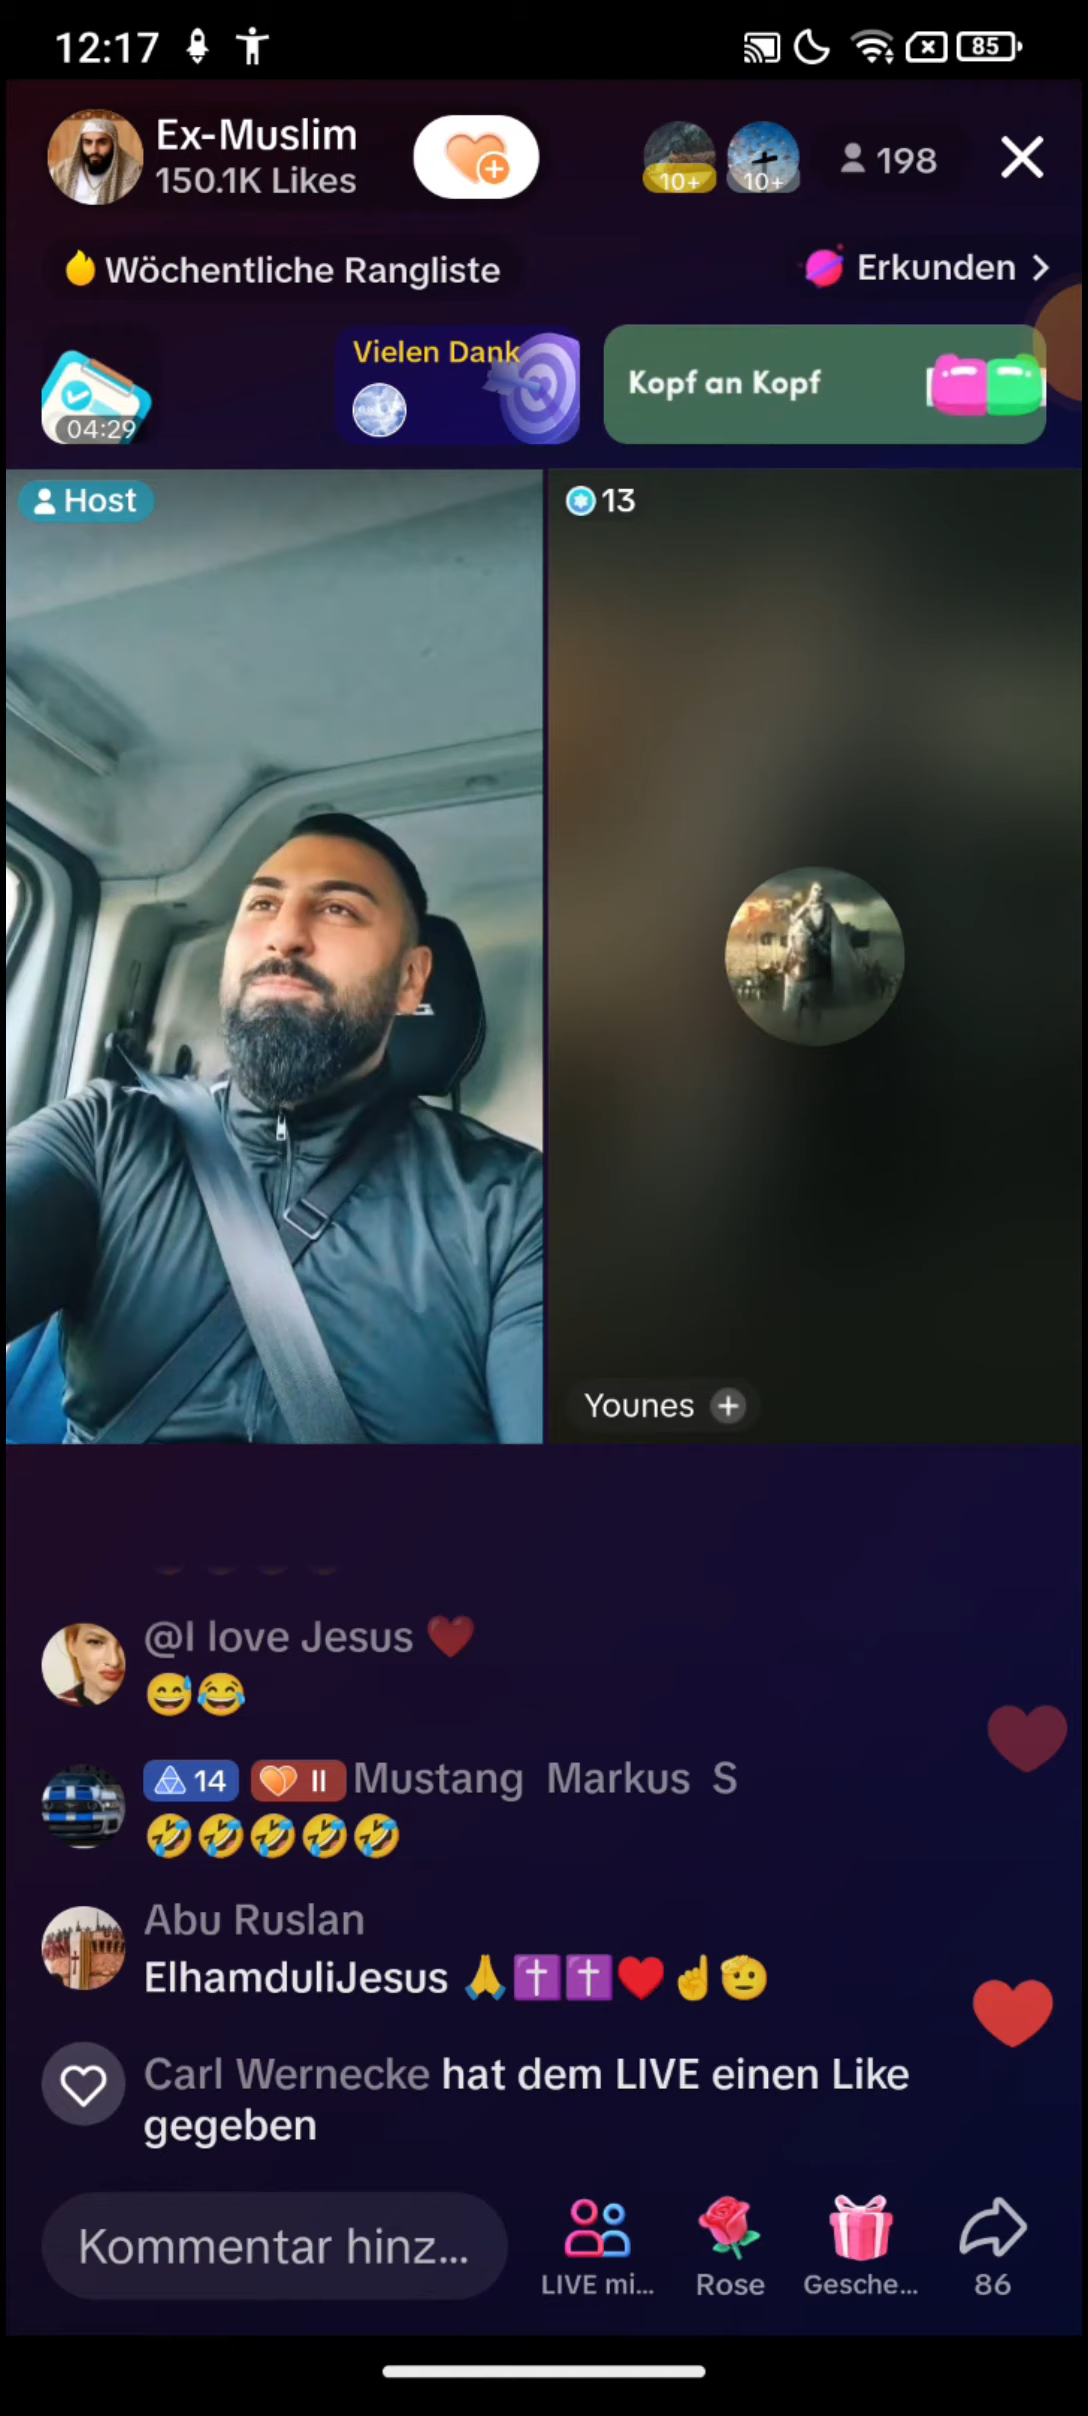 12:17
85
Ex-Muslim
150.1K Likes
10+
10+
198
Wöchentliche Rangliste
Erkunden >
04:29
Vielen Dank
Kopf an Kopf
Host
13
Younes +
@I love Jesus ❤️
😅😂
14 II Mustang Markus S
🤣🤣🤣🤣🤣
Abu Ruslan
ElhamduliJesus 🙏✝️✝️❤️☝️🫡
Carl Wernecke hat dem LIVE einen Like
gegeben
Kommentar hinz...
LIVE mi...
Rose
Gesche...
86